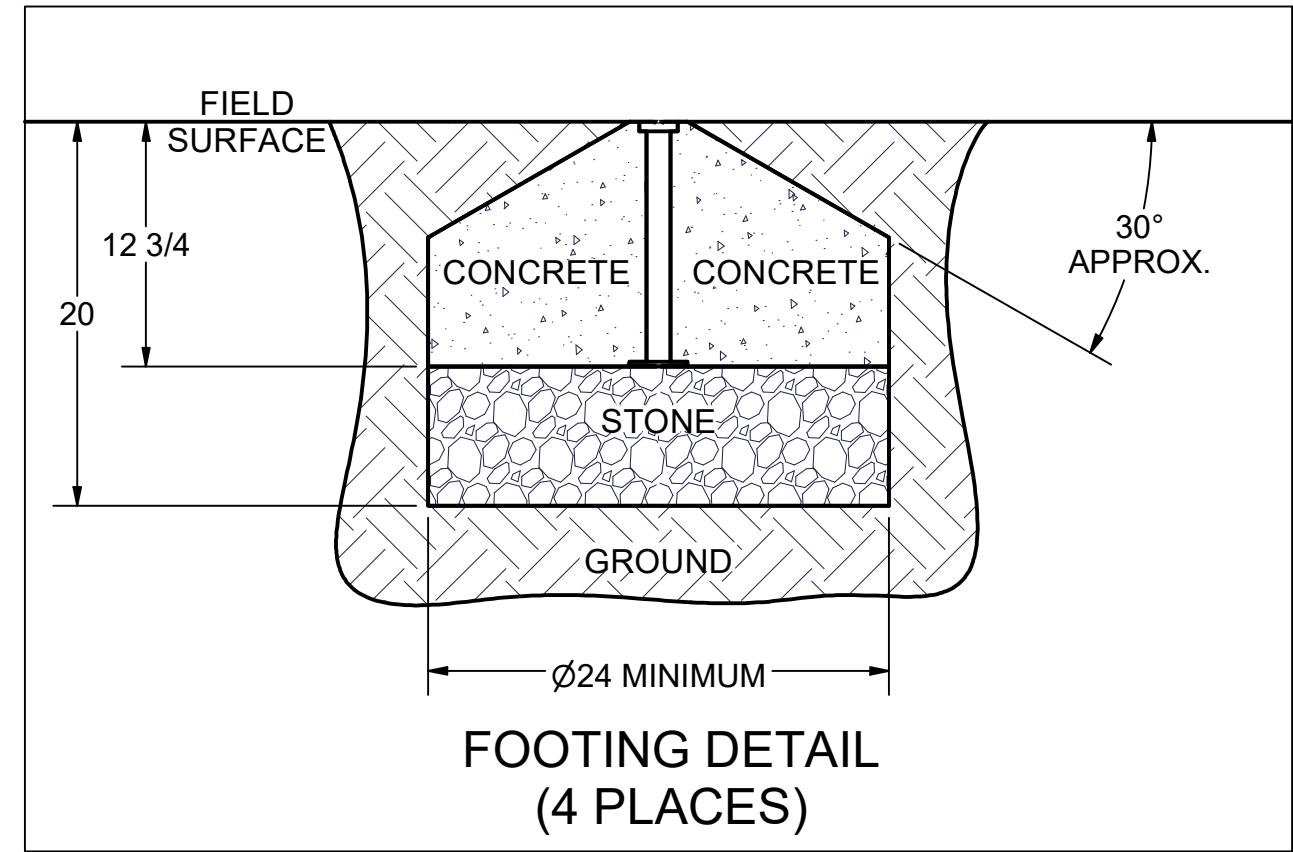 FIELD
SURFACE
12 3/4
20
30°
APPROX.
CONCRETE
CONCRETE
STONE
GROUND
Ø24 MINIMUM
FOOTING DETAIL
(4 PLACES)